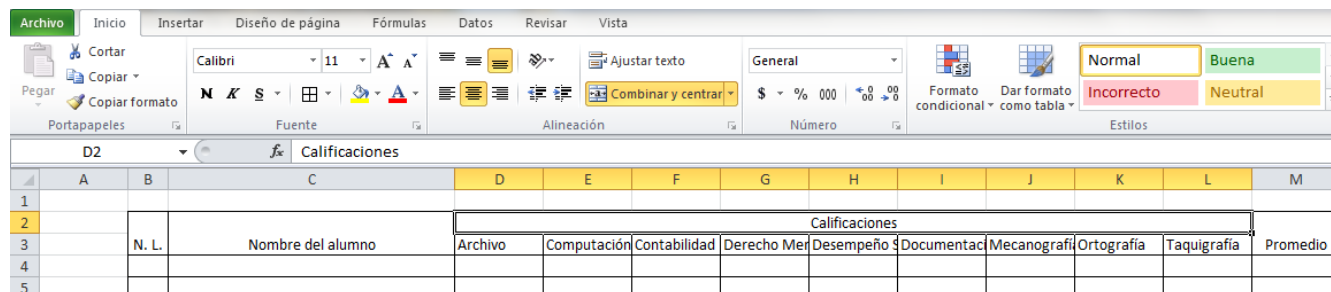 Archivo Inicio Insertar Diseño de página Fórmulas Datos Revisar Vista
Pegar
Cortar
Copiar
Copiar formato
Portapapeles
Calibri 11 A A
N K S A
Fuente
Ajustar texto
Combinar y centrar
Alineación
General
$ % 000
Número
Formato condicional
Dar formato como tabla
Normal Buena
Incorrecto Neutral
Estilos
D2 fx Calificaciones
A B C D E F G H I J K L M
1
2 Calificaciones
3 N. L. Nombre del alumno Archivo Computación Contabilidad Derecho Mer Desempeño S Documentaci Mecanografí Ortografía Taquigrafía Promedio
4
5